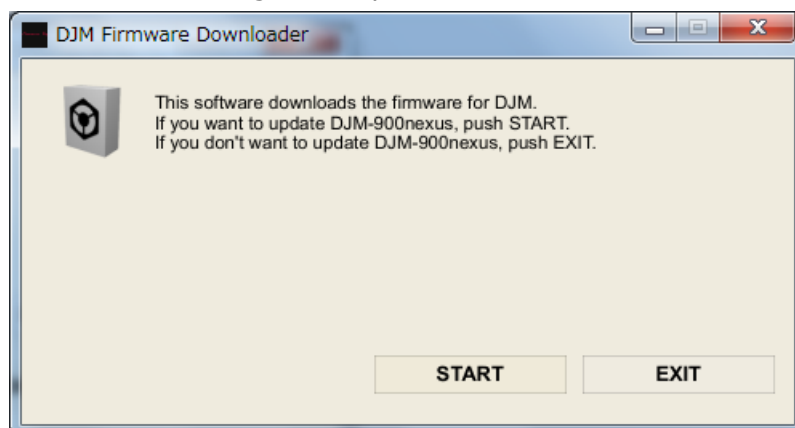 DJM Firmware Downloader
This software downloads the firmware for DJM.
If you want to update DJM-900nexus, push START.
If you don't want to update DJM-900nexus, push EXIT.
START
EXIT